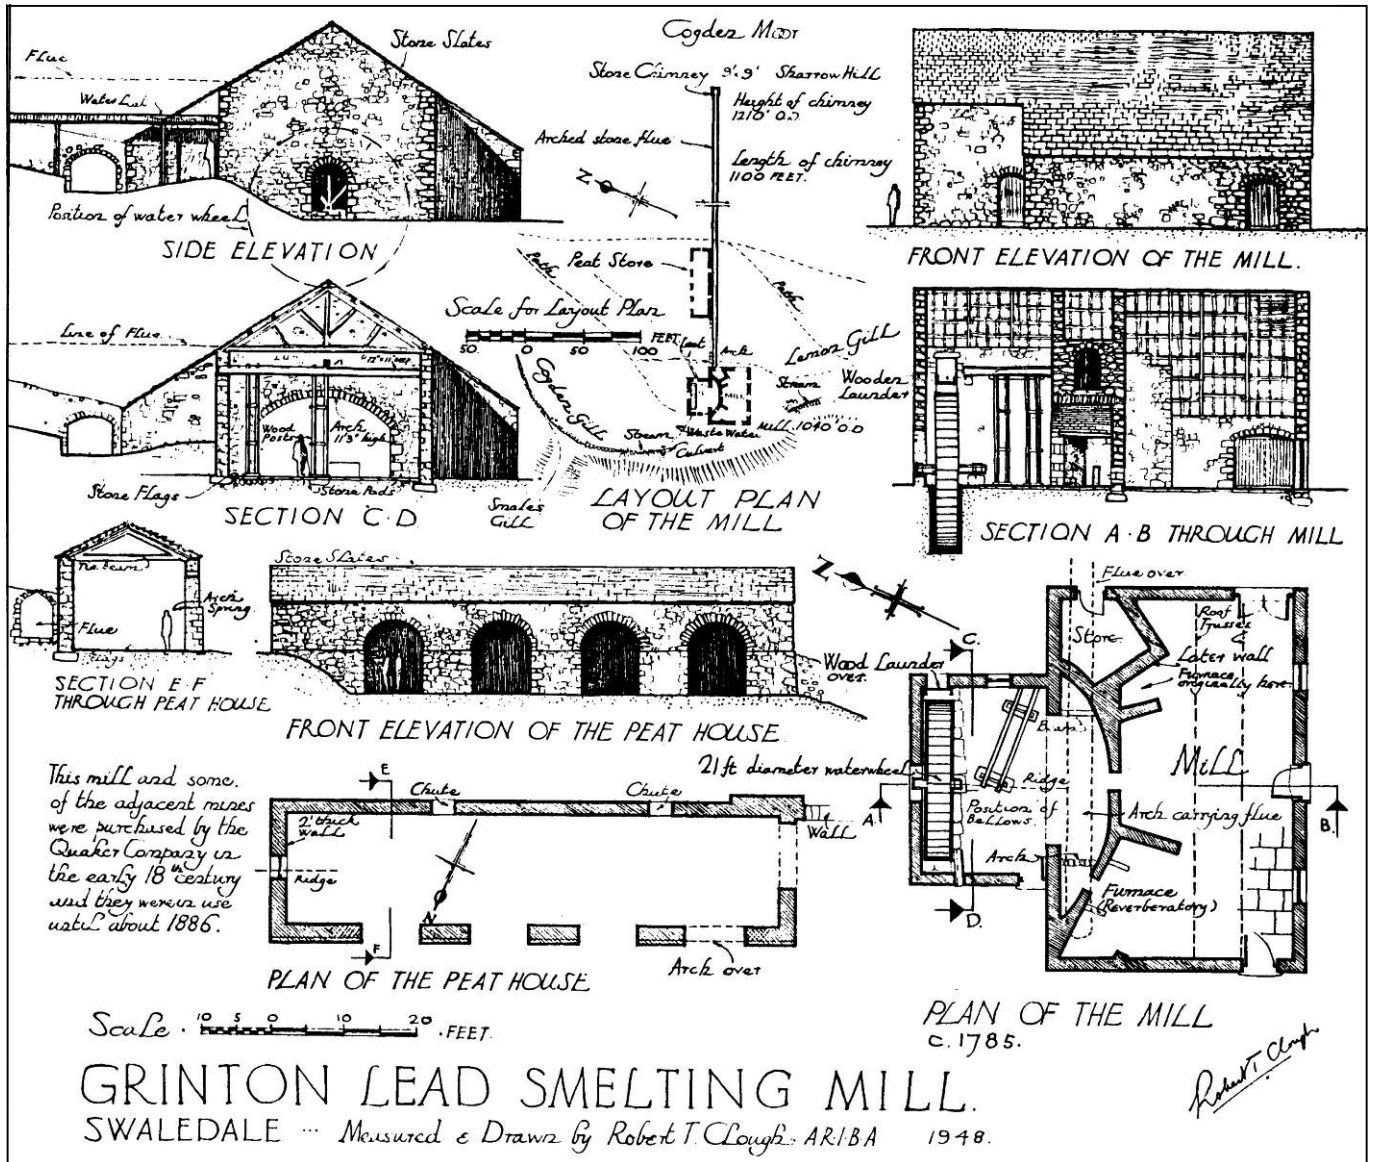 Flue
Stone Slates
Water Lat
Position of water wheel
SIDE ELEVATION
Cogden Moor
Stone Chimney 9'·9' Sharrow Hill
Height of chimney
1210' O.D
Arched stone flue
Length of chimney
1100 FEET.
N
Path
Peat Store
Path
Scale for Layout Plan
50 0 50 100 FEET
Leat
Arch
Lemon Gill
Cogden Gill
Stream
Wooden
Launder
MILL
Mill 1040' O.D
Waste Water
Stream
Culvert
Smales
Gill
LAYOUT PLAN
OF THE MILL
FRONT ELEVATION OF THE MILL.
Line of Flue
Wood
Posts
Arch
11'3" high
Stone Flags
Stone Pads
SECTION C·D
SECTION A·B THROUGH MILL
Tie Beam
Arch
Spring.
Flue
Flags
SECTION E·F
THROUGH PEAT HOUSE
Stone Slates
FRONT ELEVATION OF THE PEAT HOUSE
This mill and some
of the adjacent mines
were purchased by the
Quaker Company in
the early 18th century
and they were in use
until about 1886.
E
Chute
Chute
2' thick
wall
Wall
Ridge
N
F
Arch over
PLAN OF THE PEAT HOUSE
N
C.
Flue over
Store
Roof
Trusses
Later wall
Furnace
originally here.
Wood Launder
over.
Beam
21 ft diameter waterwheel
Ridge
Mill
A
Position of
Bellows.
Arch carrying flue
B.
Arch
Furnace
(Reverberatory)
D.
PLAN OF THE MILL
C. 1785.
Scale · 10 5 0 10 20 · FEET.
GRINTON LEAD SMELTING MILL.
SWALEDALE ··· Measured & Drawn by Robert T. Clough. A·R·I·B·A 1948.
Robert T. Clough